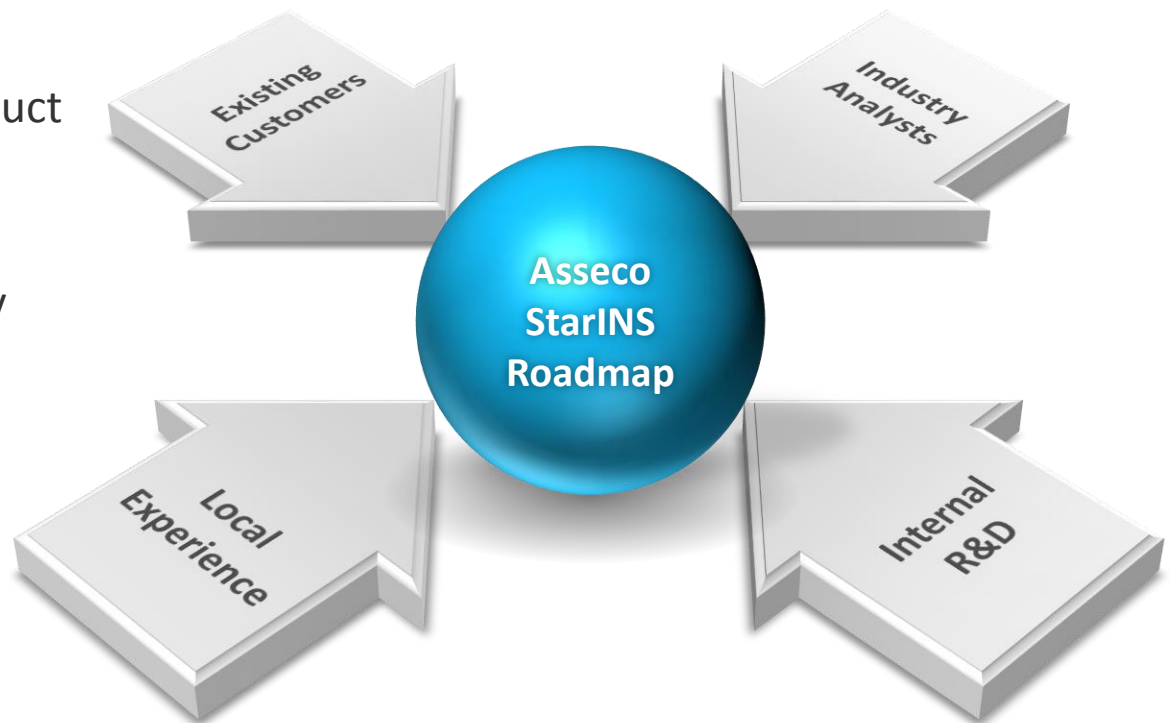 Existing
Customers
Industry
Analysts
uct
Asseco
StarINS
Roadmap
Local
Experience
Internal
R&D